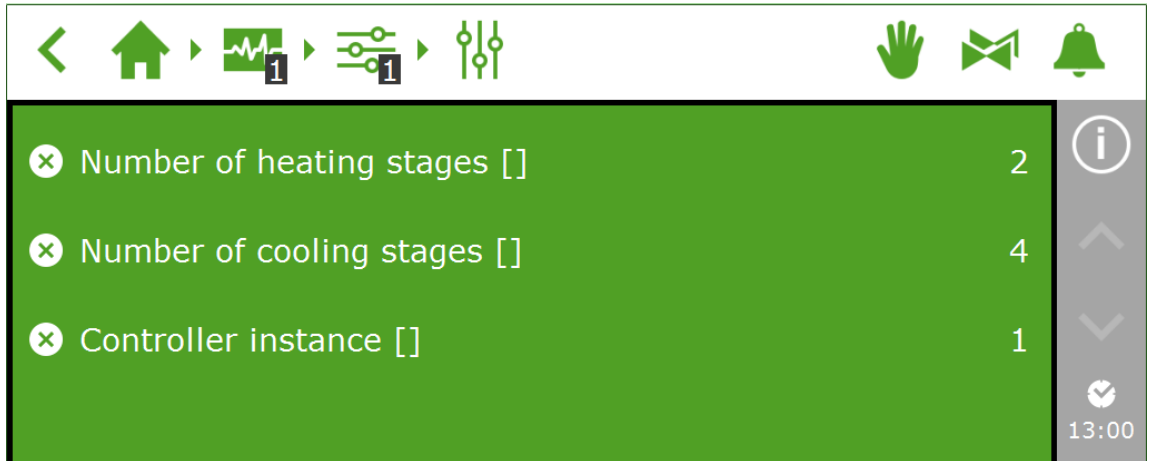 1 1
Number of heating stages [] 2
Number of cooling stages [] 4
Controller instance [] 1
13:00